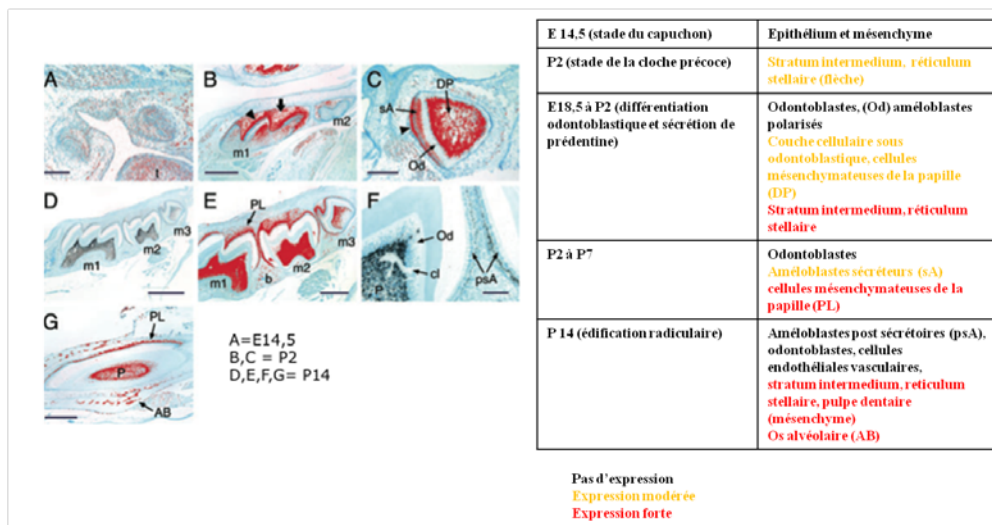 A
B
m1
m2
C
DP
sA
Od
t
D
m1
m2
m3
E
PL
m1
b
m2
m3
F
Od
cl
P
psA
G
PL
P
AB
A=E14,5
B,C = P2
D,E,F,G= P14
E 14,5 (stade du capuchon)
Epithélium et mésenchyme
P2 (stade de la cloche précoce)
Stratum intermedium, réticulum
stellaire (flèche)
E18,5 à P2 (différentiation
odontoblastique et sécrétion de
prédentine)
Odontoblastes, (Od) améloblastes
polarisés
Couche cellulaire sous
odontoblastique, cellules
mésenchymateuses de la papille
(DP)
Stratum intermedium, réticulum
stellaire
P2 à P7
Odontoblastes
Améloblastes sécréteurs (sA)
cellules mésenchymateuses de la
papille (PL)
P 14 (édification radiculaire)
Améloblastes post sécrétoires (psA),
odontoblastes, cellules
endothéliales vasculaires,
stratum intermedium, reticulum
stellaire, pulpe dentaire
(mésenchyme)
Os alvéolaire (AB)
Pas d'expression
Expression modérée
Expression forte